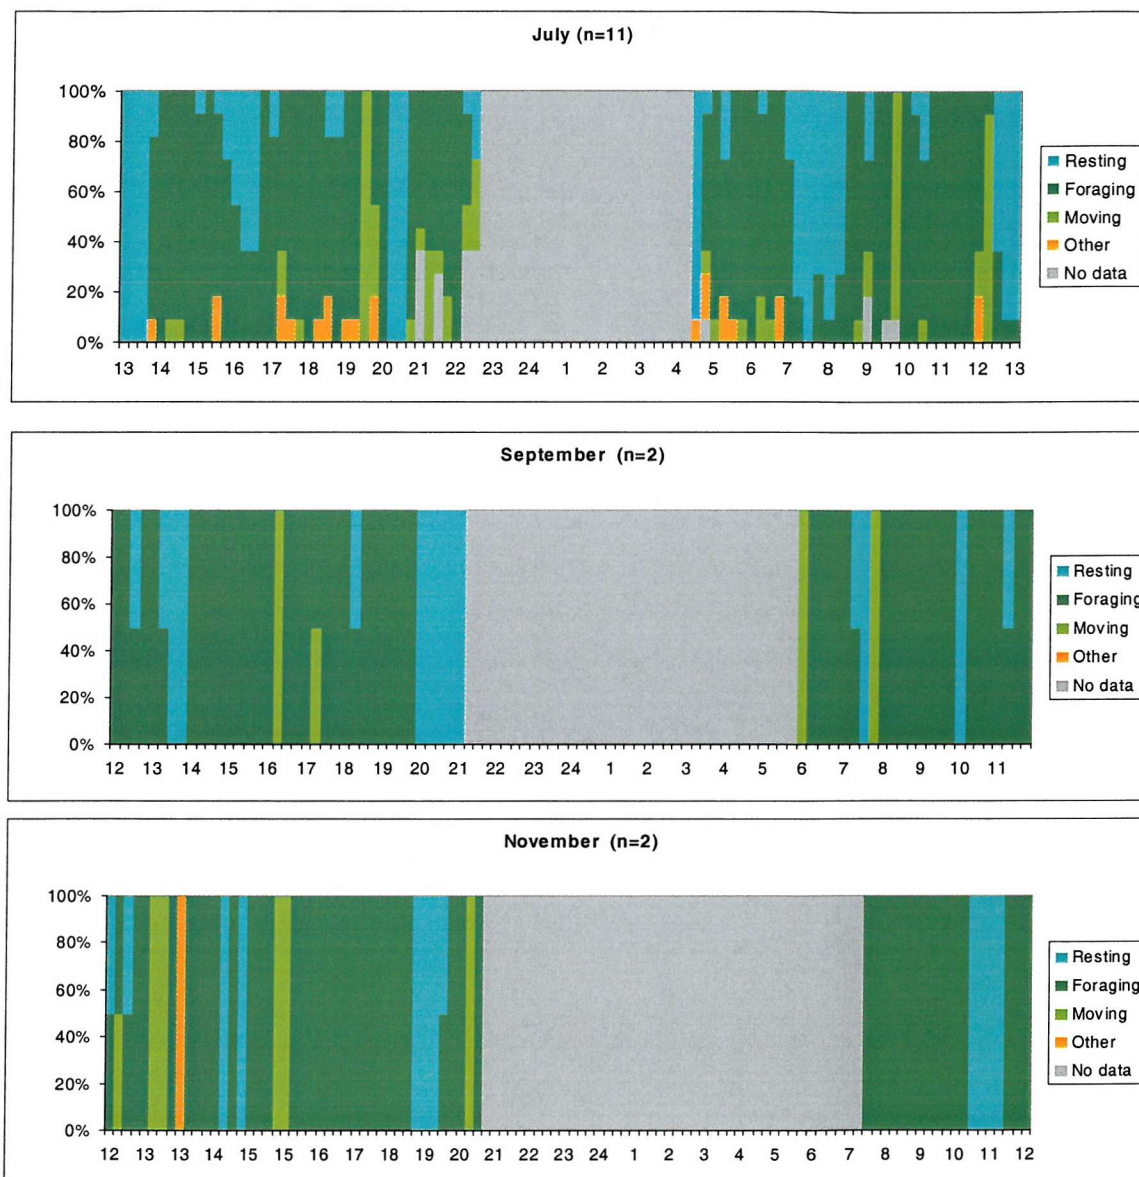 July (n=11)
100%
80%
60%
40%
20%
0%
13 14 15 16 17 18 19 20 21 22 23 24 1 2 3 4 5 6 7 8 9 10 11 12 13
Resting
Foraging
Moving
Other
No data
September (n=2)
100%
80%
60%
40%
20%
0%
12 13 14 15 16 17 18 19 20 21 22 23 24 1 2 3 4 5 6 7 8 9 10 11
Resting
Foraging
Moving
Other
No data
November (n=2)
100%
80%
60%
40%
20%
0%
12 13 13 14 15 16 17 18 19 20 21 22 23 24 1 2 3 4 5 6 7 8 9 10 11 12
Resting
Foraging
Moving
Other
No data